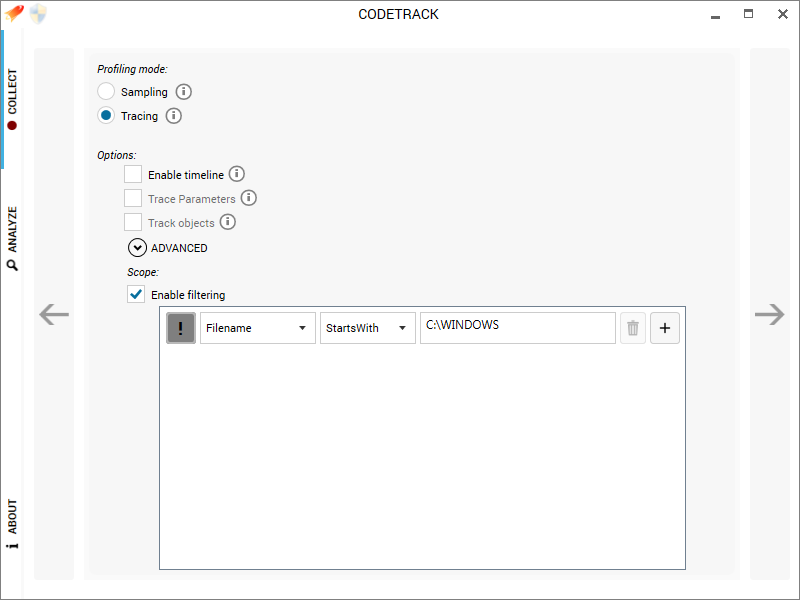 CODETRACK
COLLECT
ANALYZE
ABOUT
Profiling mode:
Sampling
Tracing
Options:
Enable timeline
Trace Parameters
Track objects
ADVANCED
Scope:
Enable filtering
! Filename StartsWith C:\WINDOWS +